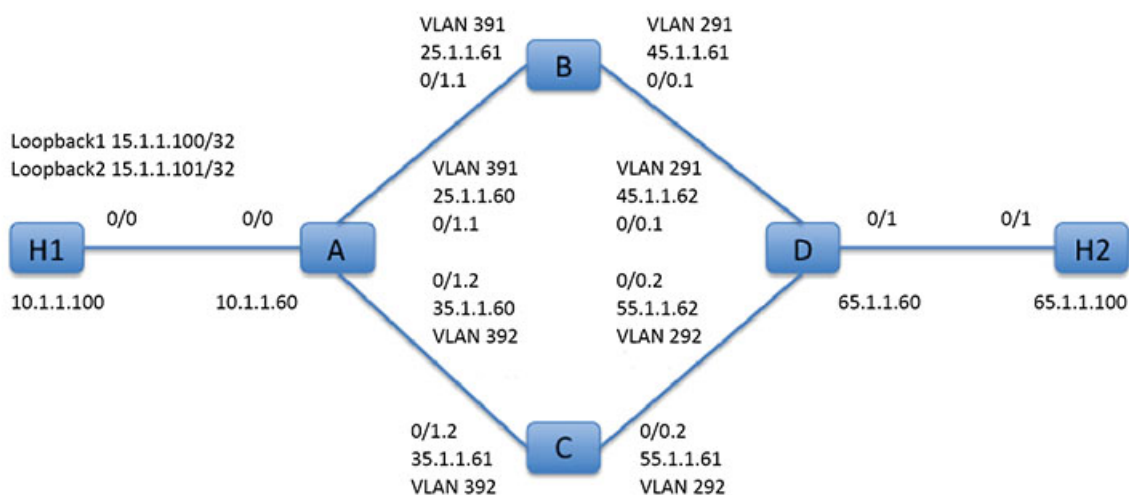 VLAN 391
25.1.1.61
0/1.1
B
VLAN 291
45.1.1.61
0/0.1
Loopback1 15.1.1.100/32
Loopback2 15.1.1.101/32
VLAN 391
25.1.1.60
0/1.1
VLAN 291
45.1.1.62
0/0.1
0/0
0/0
0/1
0/1
H1
A
D
H2
10.1.1.100
10.1.1.60
0/1.2
35.1.1.60
VLAN 392
0/0.2
55.1.1.62
VLAN 292
65.1.1.60
65.1.1.100
0/1.2
35.1.1.61
VLAN 392
C
0/0.2
55.1.1.61
VLAN 292